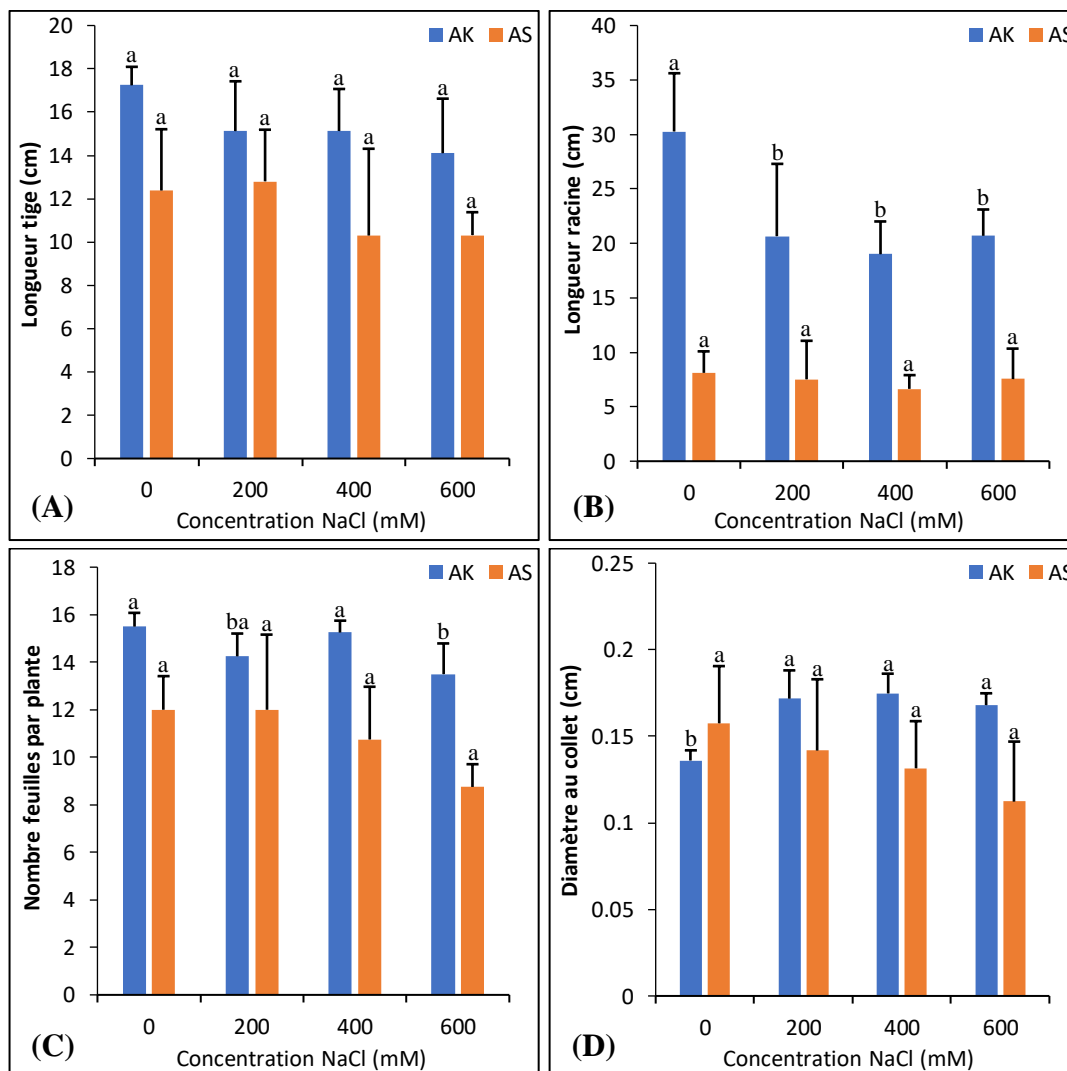 AK AS
20
18
16
14
12
10
8
6
4
2
0
Longueur tige (cm)
a a a a a a a a
0 200 400 600
(A) Concentration NaCl (mM)
AK AS
40
35
30
25
20
15
10
5
0
Longueur racine (cm)
a a b a b a b a
0 200 400 600
(B) Concentration NaCl (mM)
AK AS
18
16
14
12
10
8
6
4
2
0
Nombre feuilles par plante
a a ba a a a b a
0 200 400 600
(C) Concentration NaCl (mM)
AK AS
0.25
0.2
0.15
0.1
0.05
0
Diamètre au collet (cm)
b a a a a a a a
0 200 400 600
(D) Concentration NaCl (mM)